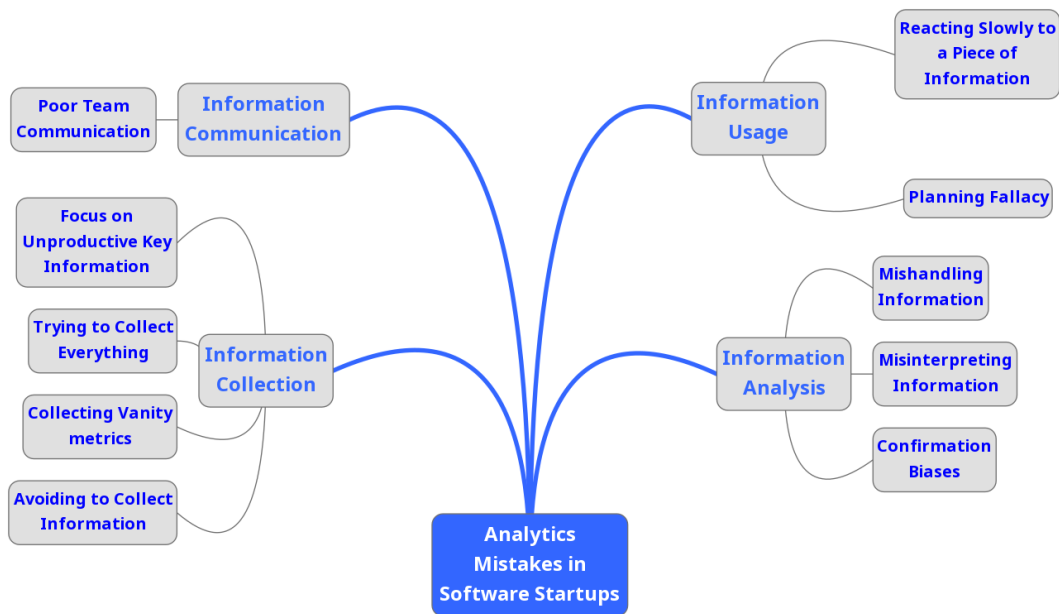 Reacting Slowly to
a Piece of
Information
Information
Usage
Planning Fallacy
Information
Communication
Poor Team
Communication
Focus on
Unproductive Key
Information
Trying to Collect
Everything
Information
Collection
Collecting Vanity
metrics
Avoiding to Collect
Information
Mishandling
Information
Information
Analysis
Misinterpreting
Information
Confirmation
Biases
Analytics
Mistakes in
Software Startups